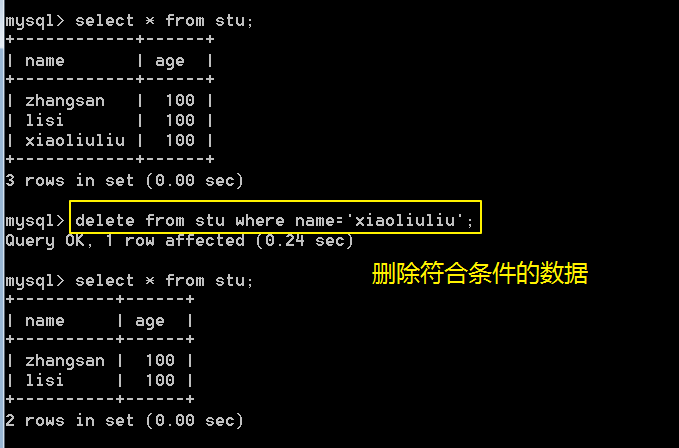 mysql> select * from stu;
+------------+------+
| name       | age  |
+------------+------+
| zhangsan   |  100 |
| lisi       |  100 |
| xiaoliuliu |  100 |
+------------+------+
3 rows in set (0.00 sec)
mysql> delete from stu where name='xiaoliuliu';
Query OK, 1 row affected (0.24 sec)
删除符合条件的数据
mysql> select * from stu;
+----------+------+
| name     | age  |
+----------+------+
| zhangsan |  100 |
| lisi     |  100 |
+----------+------+
2 rows in set (0.00 sec)